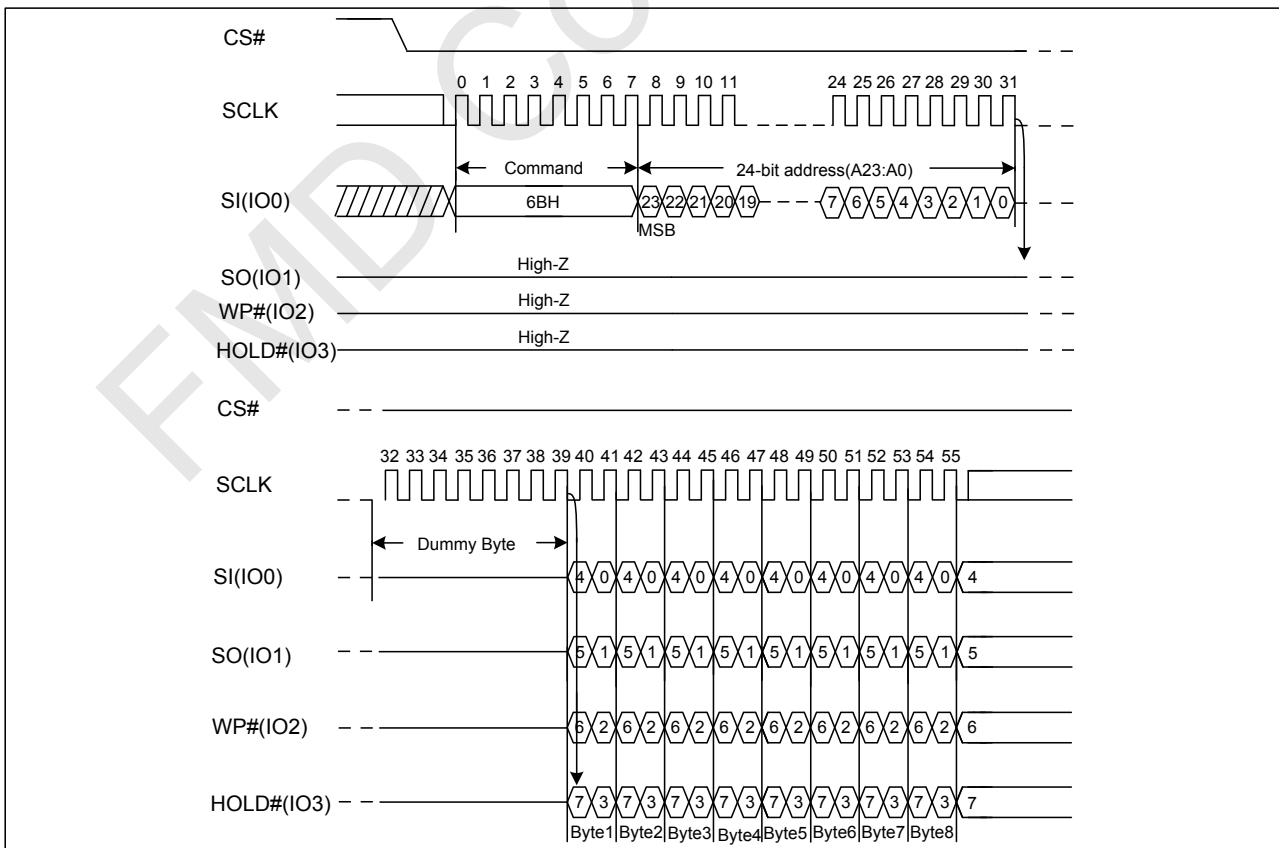 FMD Co
CS#
0 1 2 3 4 5 6 7 8 9 10 11 24 25 26 27 28 29 30 31
SCLK
Command 24-bit address(A23:A0)
SI(IO0) 6BH 23 22 21 20 19 7 6 5 4 3 2 1 0
MSB
High-Z
SO(IO1)
High-Z
WP#(IO2)
High-Z
HOLD#(IO3)
CS#
32 33 34 35 36 37 38 39 40 41 42 43 44 45 46 47 48 49 50 51 52 53 54 55
SCLK
Dummy Byte
SI(IO0) 4 0 4 0 4 0 4 0 4 0 4 0 4 0 4 0 4
SO(IO1) 5 1 5 1 5 1 5 1 5 1 5 1 5 1 5 1 5
WP#(IO2) 6 2 6 2 6 2 6 2 6 2 6 2 6 2 6 2 6
HOLD#(IO3) 7 3 7 3 7 3 7 3 7 3 7 3 7 3 7 3 7
Byte1 Byte2 Byte3 Byte4 Byte5 Byte6 Byte7 Byte8